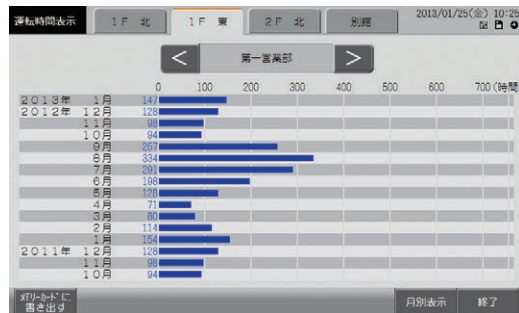 運転時間表示
1F 北
1F 東
2F 北
別館
2013/01/25(金) 10:25
<
第一営業部
>
0 100 200 300 400 500 600 700(時間)
2013年 1月 147
2012年 12月 128
11月 98
10月 94
9月 267
8月 334
7月 291
6月 198
5月 128
4月 71
3月 80
2月 114
1月 154
2011年 12月 128
11月 98
10月 94
メモリーカードに
書き出す
月別表示
終了